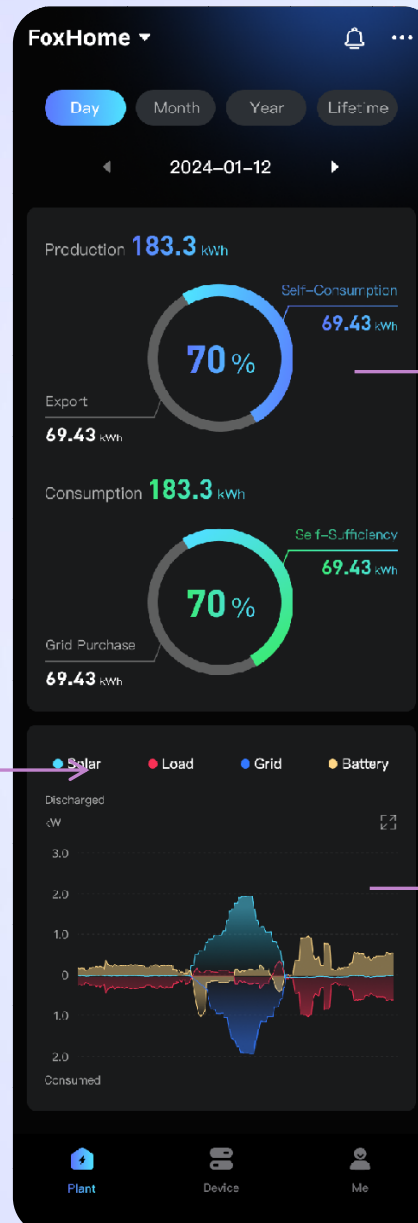 FoxHome
Day Month Year Lifetime
2024-01-12
Production 183.3 kWh
Self-Consumption
69.43 kWh
70 %
Export
69.43 kWh
Consumption 183.3 kWh
Self-Sufficiency
69.43 kWh
70 %
Grid Purchase
69.43 kWh
Solar Load Grid Battery
Discharged
kW
3.0
2.0
1.0
0
1.0
2.0
Consumed
Plant Device Me